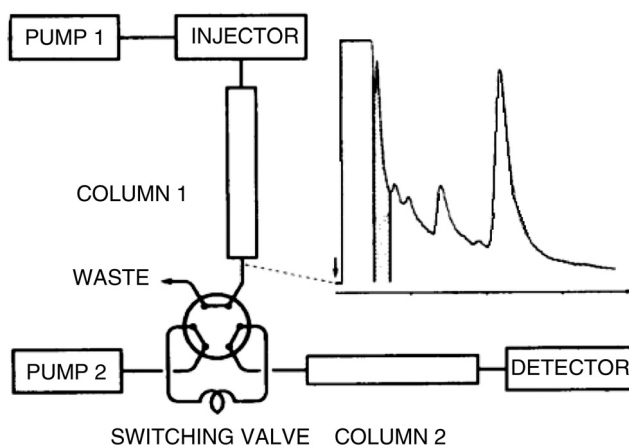 PUMP 1
INJECTOR
COLUMN 1
WASTE
PUMP 2
DETECTOR
SWITCHING VALVE
COLUMN 2